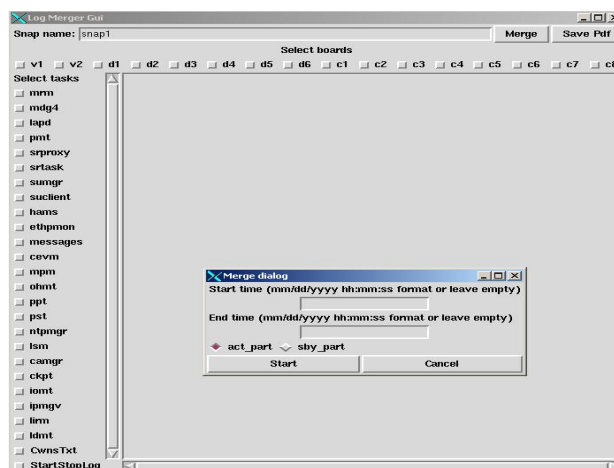 Log Merger Gui
Snap name: snap1 Merge Save Pdf
Select boards
v1 v2 d1 d2 d3 d4 d5 d6 c1 c2 c3 c4 c5 c6 c7 c8
Select tasks
mrm
mdg4
lapd
pmt
srproxy
srtask
sumgr
suclient
hams
ethpmon
messages
cevm
mpm
ohmt
ppt
pst
ntpmgr
lsm
camgr
ckpt
iomt
ipmgv
lirm
ldmt
CwnsTxt
StartStopLog
Merge dialog
Start time (mm/dd/yyyy hh:mm:ss format or leave empty)
End time (mm/dd/yyyy hh:mm:ss format or leave empty)
act_part sby_part
Start Cancel